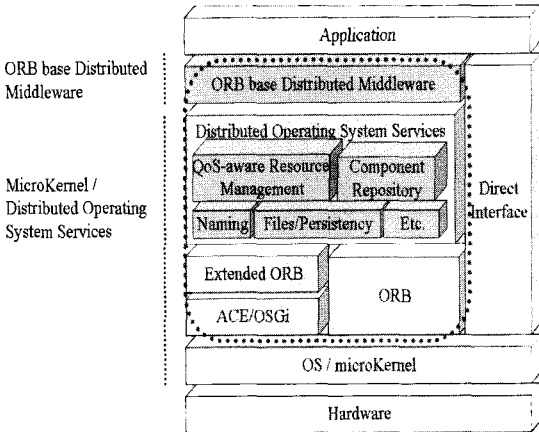 Application
ORB base Distributed
Middleware
ORB base Distributed Middleware
Distributed Operating System Services
QoS-aware Resource
Management
Component
Repository
MicroKernel /
Distributed Operating
System Services
Direct
Interface
Naming
Files/Persistency
Etc.
Extended ORB
ORB
ACE/OSGi
OS / microKernel
Hardware